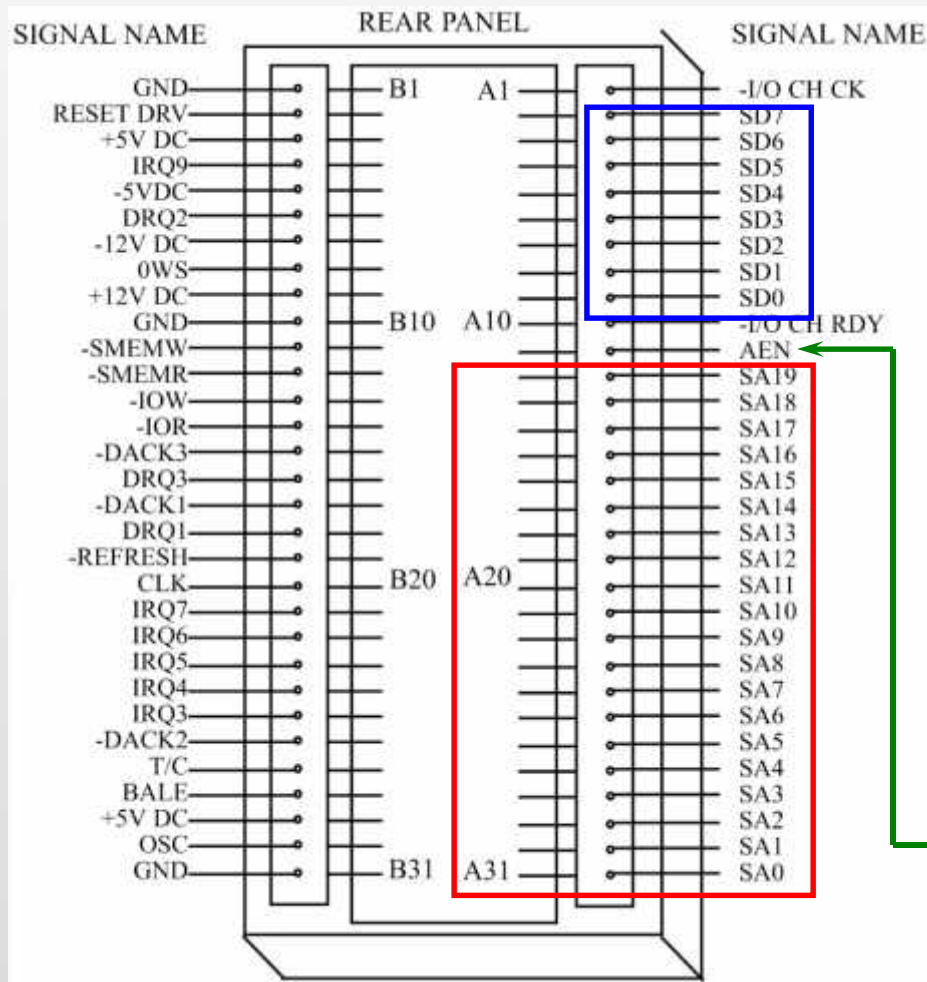 REAR PANEL
SIGNAL NAME
SIGNAL NAME
GND B1 A1 -I/O CH CK
RESET DRV SD7
+5V DC SD6
IRQ9 SD5
-5VDC SD4
DRQ2 SD3
-12V DC SD2
0WS SD1
+12V DC SD0
GND B10 A10 -I/O CH RDY
-SMEMW AEN
-SMEMR SA19
-IOW SA18
-IOR SA17
-DACK3 SA16
DRQ3 SA15
-DACK1 SA14
DRQ1 SA13
-REFRESH SA12
CLK B20 A20 SA11
IRQ7 SA10
IRQ6 SA9
IRQ5 SA8
IRQ4 SA7
IRQ3 SA6
-DACK2 SA5
T/C SA4
BALE SA3
+5V DC SA2
OSC SA1
GND B31 A31 SA0